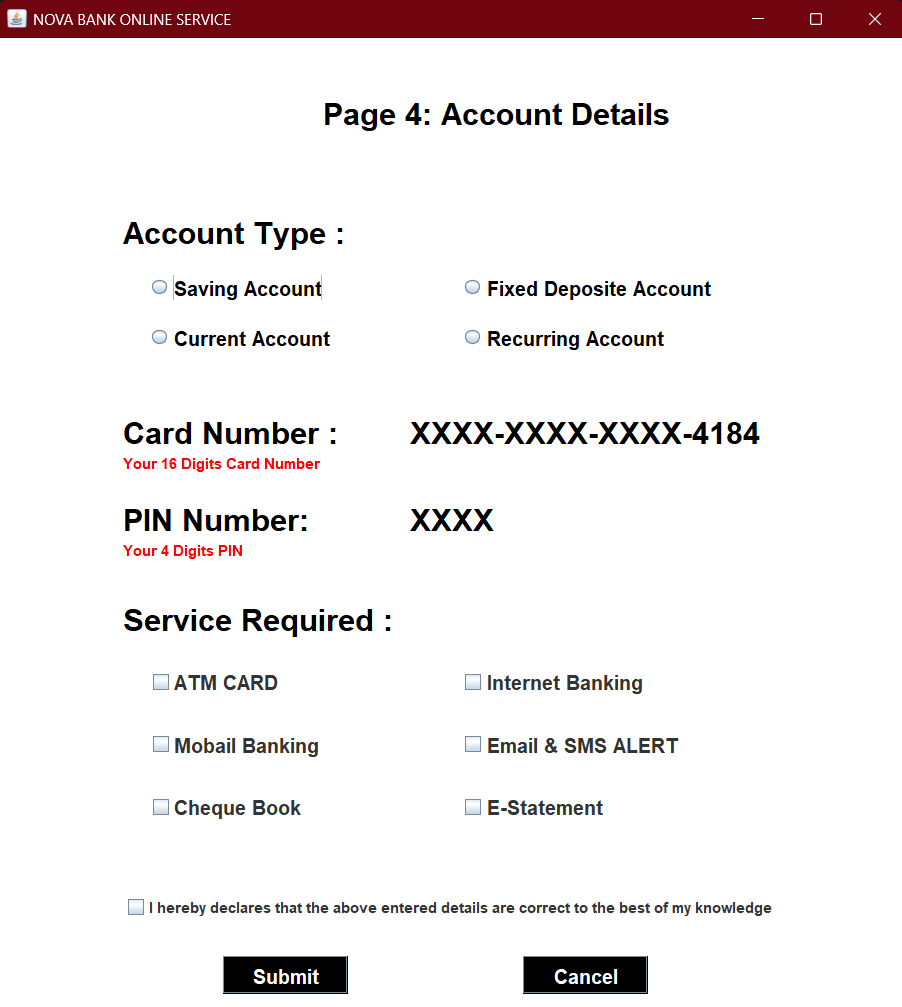 NOVA BANK ONLINE SERVICE
Page 4: Account Details
Account Type :
Saving Account Fixed Deposite Account
Current Account Recurring Account
Card Number : XXXX-XXXX-XXXX-4184
Your 16 Digits Card Number
PIN Number: XXXX
Your 4 Digits PIN
Service Required :
ATM CARD Internet Banking
Mobail Banking Email & SMS ALERT
Cheque Book E-Statement
I hereby declares that the above entered details are correct to the best of my knowledge
Submit Cancel